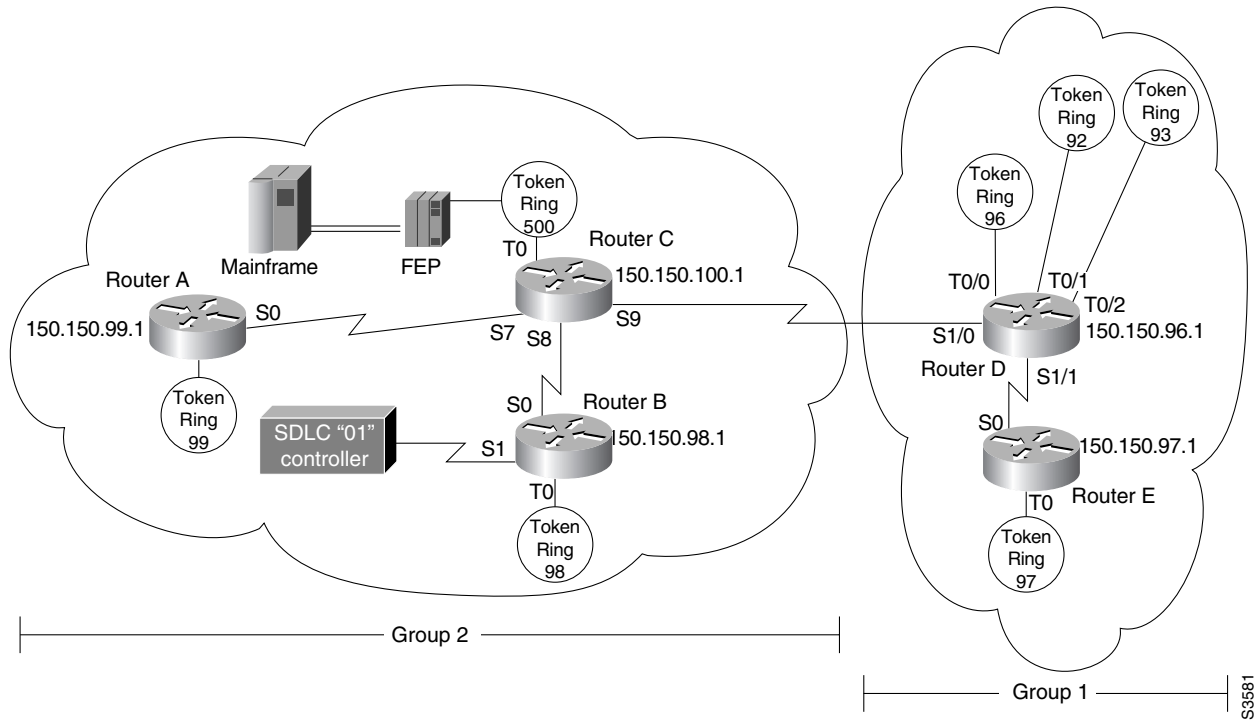 Token
Ring
92
Token
Ring
93
Token
Ring
96
Token
Ring
500
Mainframe
FEP
T0
Router C
150.150.100.1
Router A
150.150.99.1
S0
S7
S8
S9
Token
Ring
99
T0/0
T0/1
T0/2
S1/0
150.150.96.1
Router D
S1/1
SDLC “01”
controller
S0
Router B
S1
150.150.98.1
T0
Token
Ring
98
S0
150.150.97.1
T0
Router E
Token
Ring
97
Group 2
Group 1
S3581